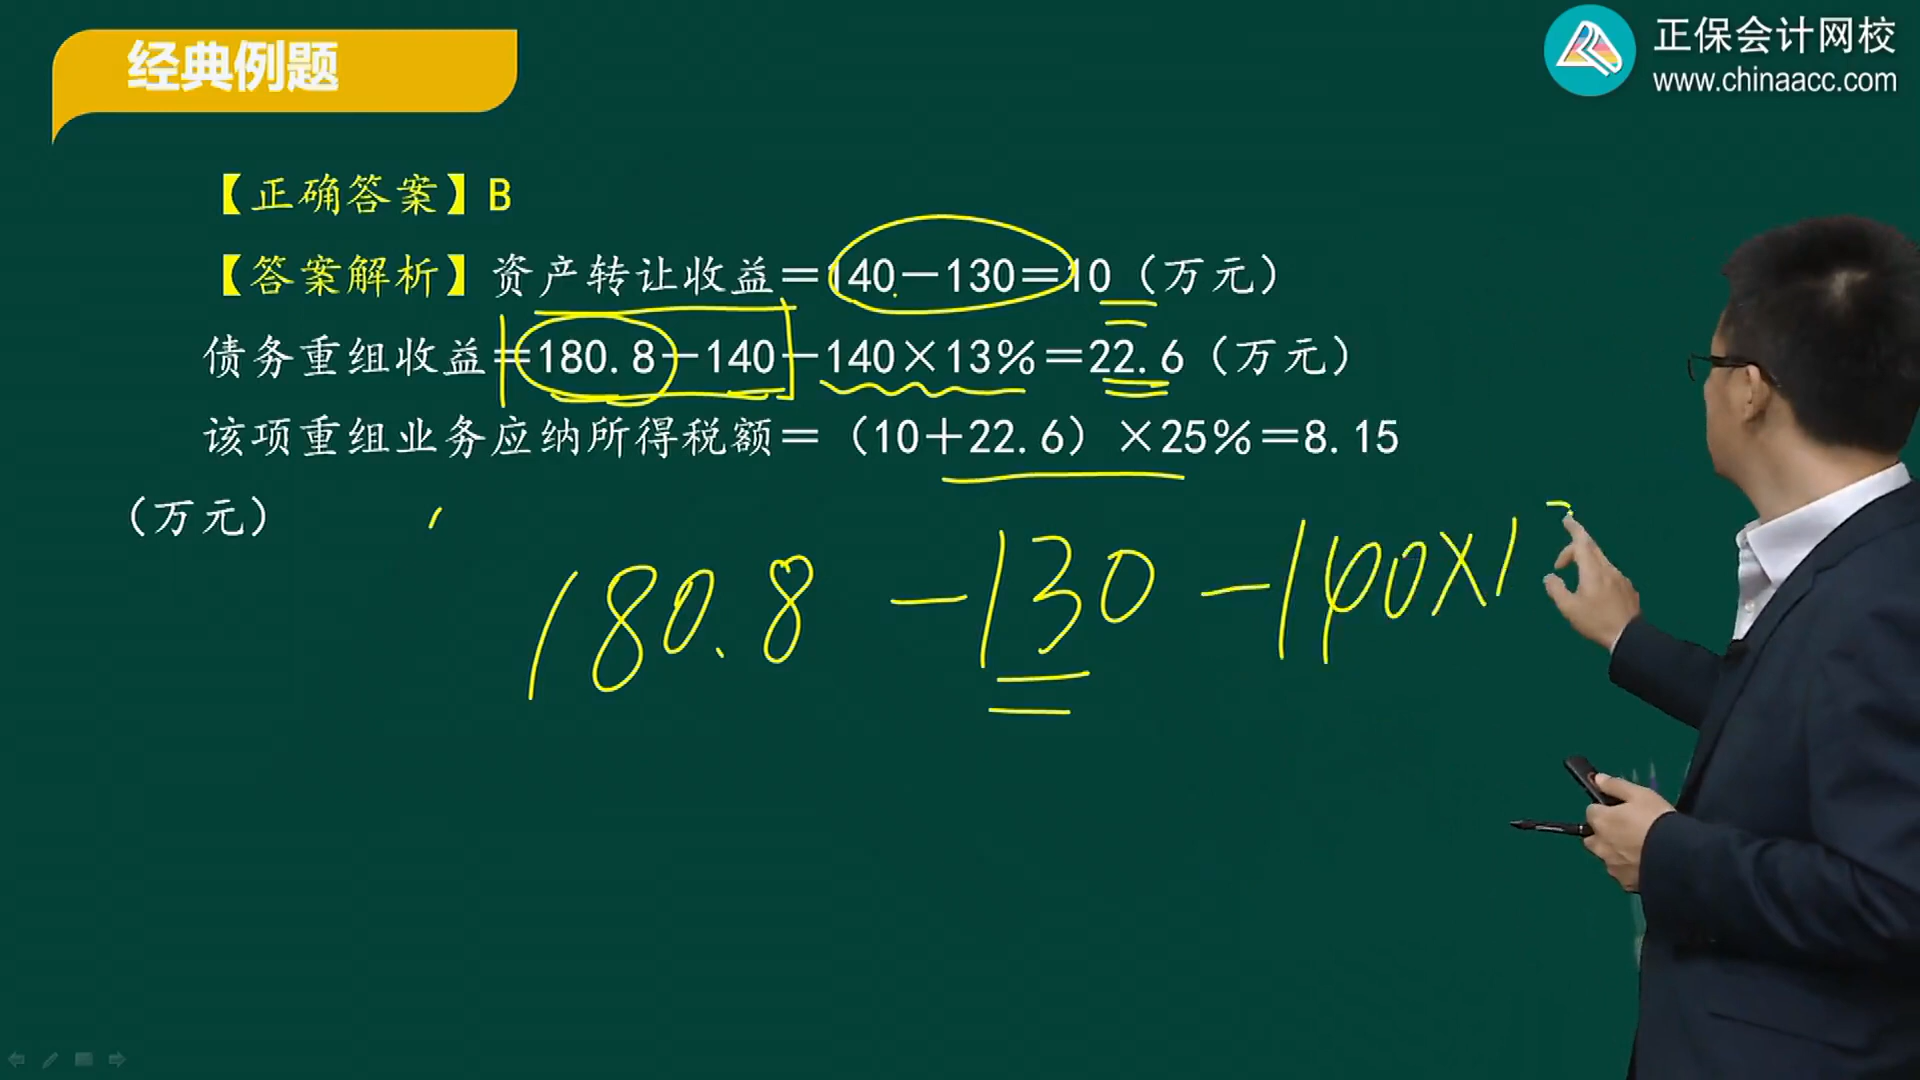 经典例题
正保会计网校
www.chinaacc.com
【正确答案】B
【答案解析】资产转让收益＝140－130＝10（万元）
债务重组收益＝180.8－140－140×13%＝22.6（万元）
该项重组业务应纳所得税额＝（10＋22.6）×25%＝8.15
（万元）
180.8 －130 －140×1